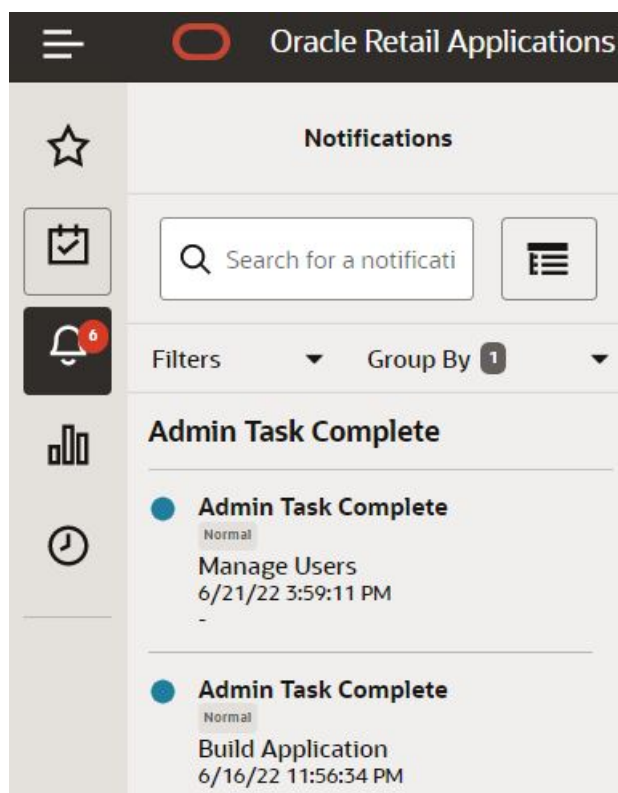 Oracle Retail Applications
Notifications
Search for a notificati
6
Filters
Group By 1
Admin Task Complete
Admin Task Complete
Normal
Manage Users
6/21/22 3:59:11 PM
-
Admin Task Complete
Normal
Build Application
6/16/22 11:56:34 PM